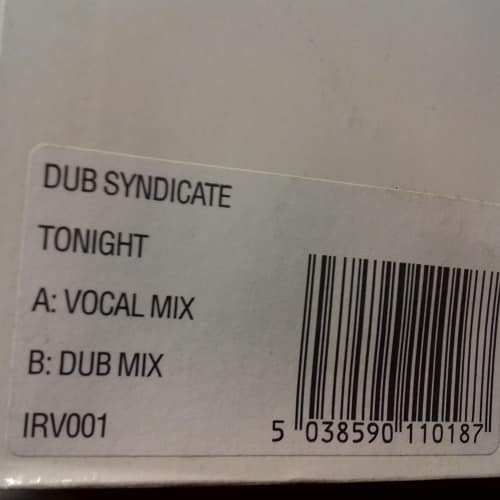 DUB SYNDICATE
TONIGHT
A: VOCAL MIX
B: DUB MIX
IRV001
5 038590 110187